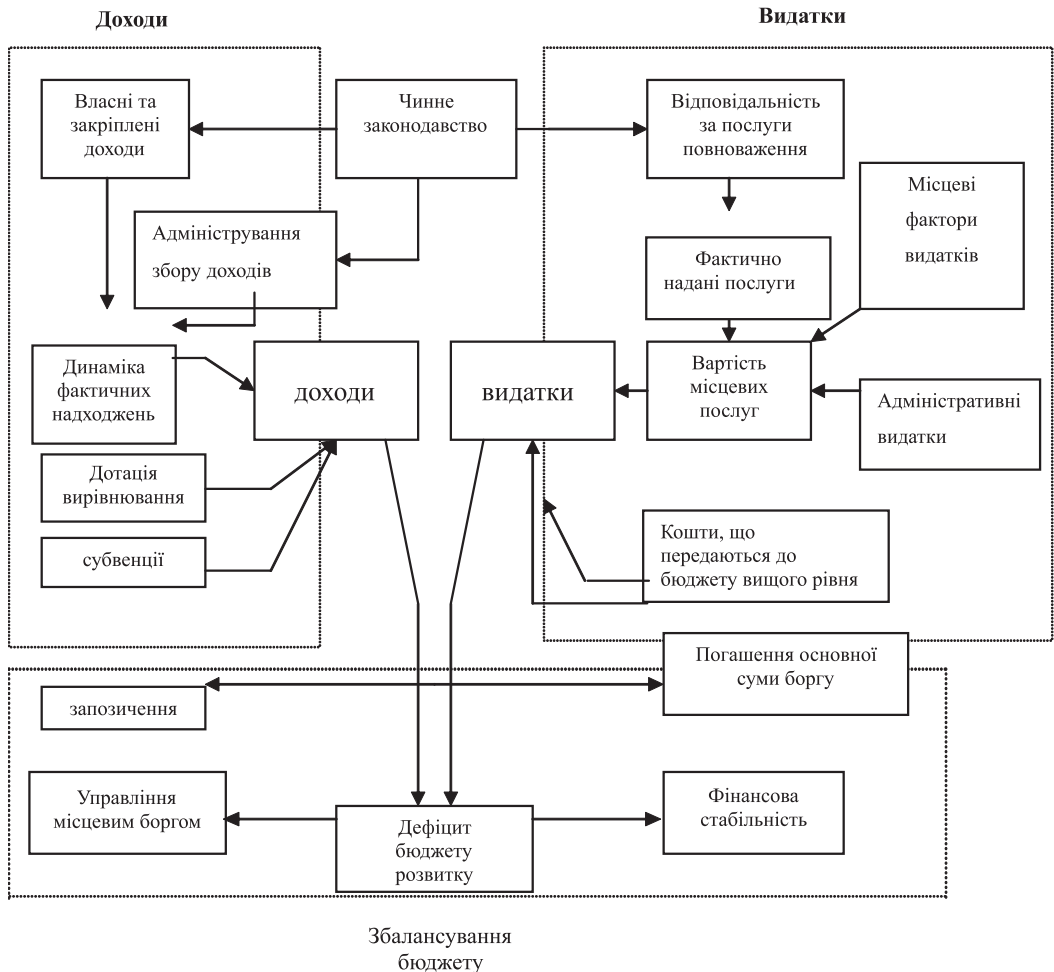 Доходи
Видатки
Власні та
закріплені
доходи
Чинне
законодавство
Відповідальність
за послуги
повноваження
Місцеві
фактори
видатків
Адміністрування
збору доходів
Фактично
надані послуги
Динаміка
фактичних
надходжень
доходи
видатки
Вартість
місцевих
послуг
Адміністративні
видатки
Дотація
вирівнювання
субвенції
Кошти, що
передаються до
бюджету вищого рівня
Погашення основної
суми боргу
запозичення
Управління
місцевим боргом
Дефіцит
бюджету
розвитку
Фінансова
стабільність
Збалансування
бюджету